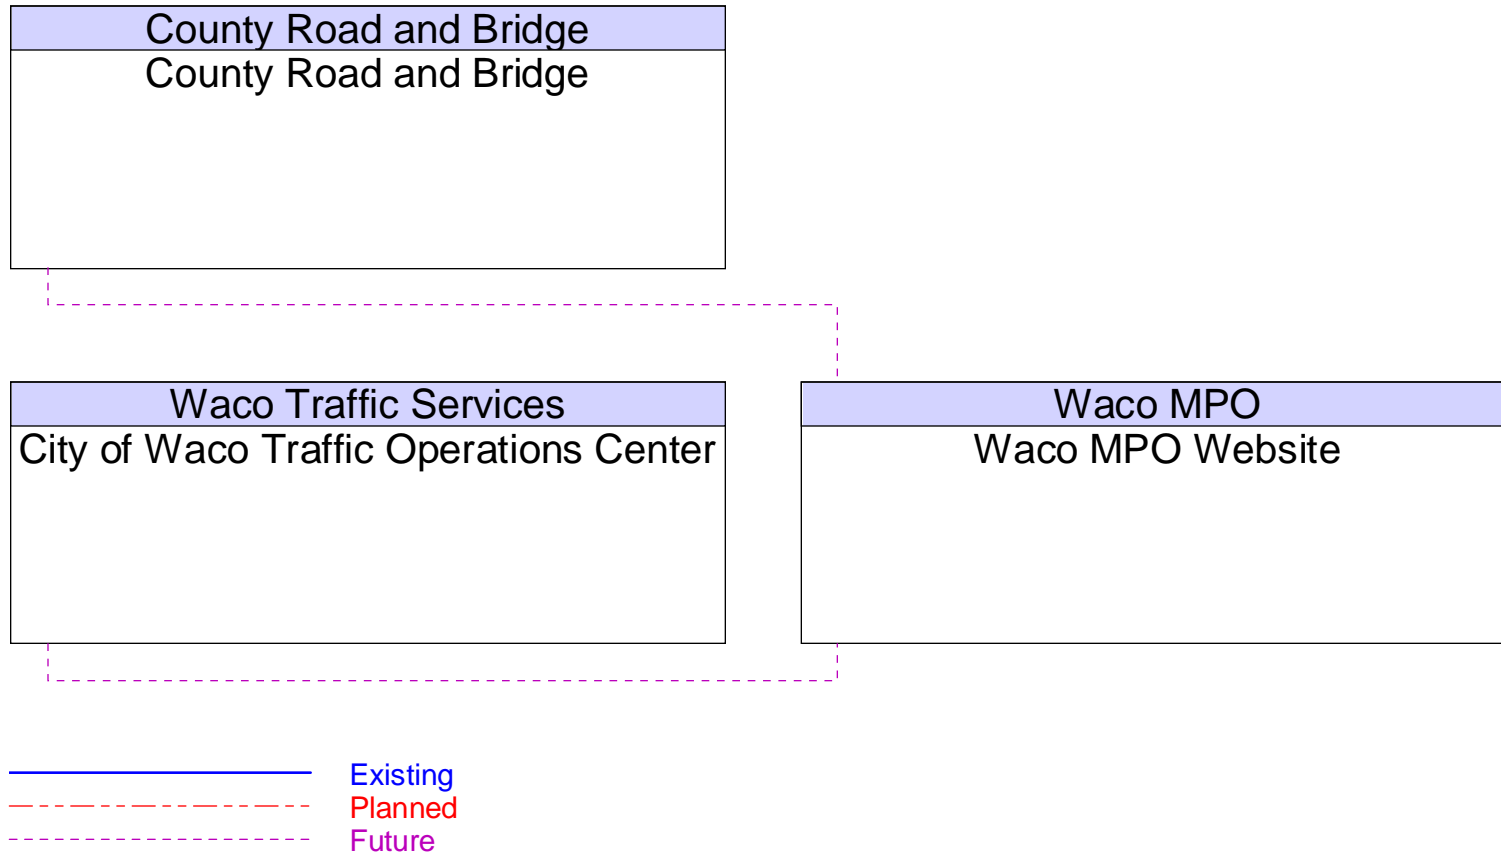 County Road and Bridge
County Road and Bridge
Waco Traffic Services
City of Waco Traffic Operations Center
Waco MPO
Waco MPO Website
Existing
Planned
Future